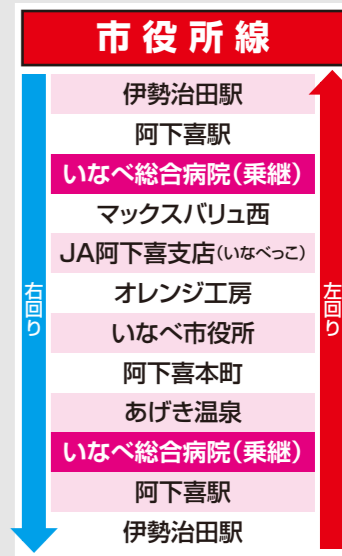 市役所線
伊勢治田駅
阿下喜駅
いなべ総合病院（乗継）
マックスバリュ西
JA阿下喜支店（いなべっこ）
オレンジ工房
いなべ市役所
阿下喜本町
あげき温泉
いなべ総合病院（乗継）
阿下喜駅
伊勢治田駅
右回り
左回り